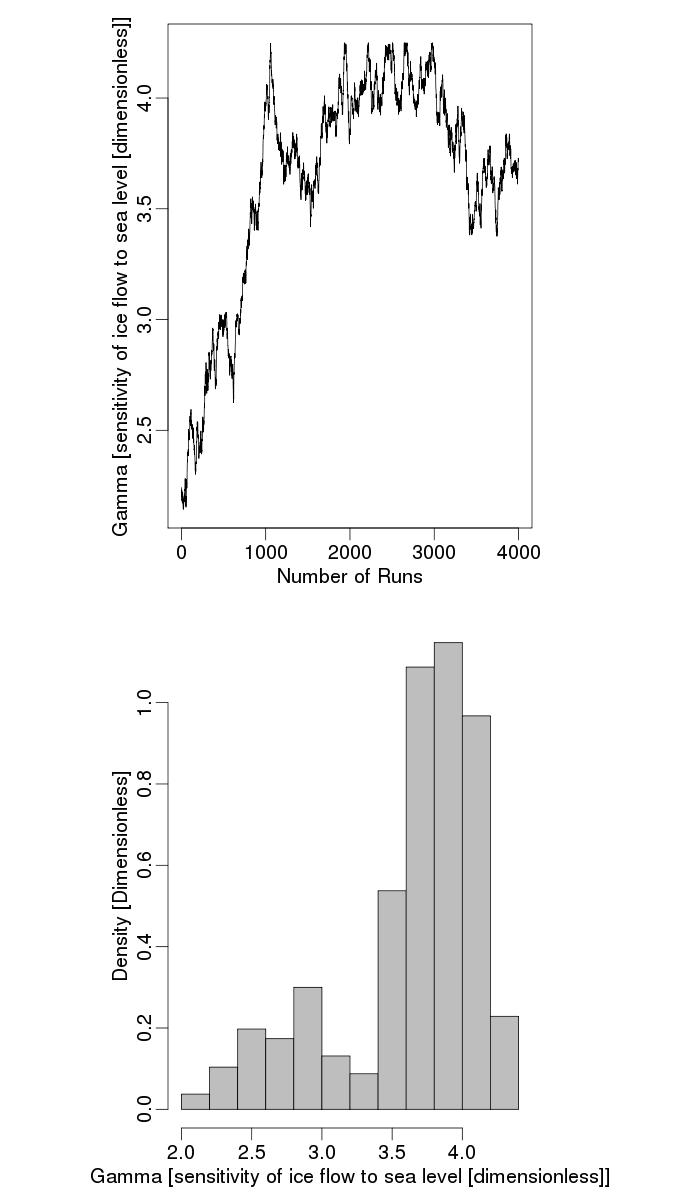 Gamma [sensitivity of ice flow to sea level [dimensionless]]
4.0
3.5
3.0
2.5
0 1000 2000 3000 4000
Number of Runs
Density [Dimensionless]
1.0
0.8
0.6
0.4
0.2
0.0
2.0 2.5 3.0 3.5 4.0
Gamma [sensitivity of ice flow to sea level [dimensionless]]